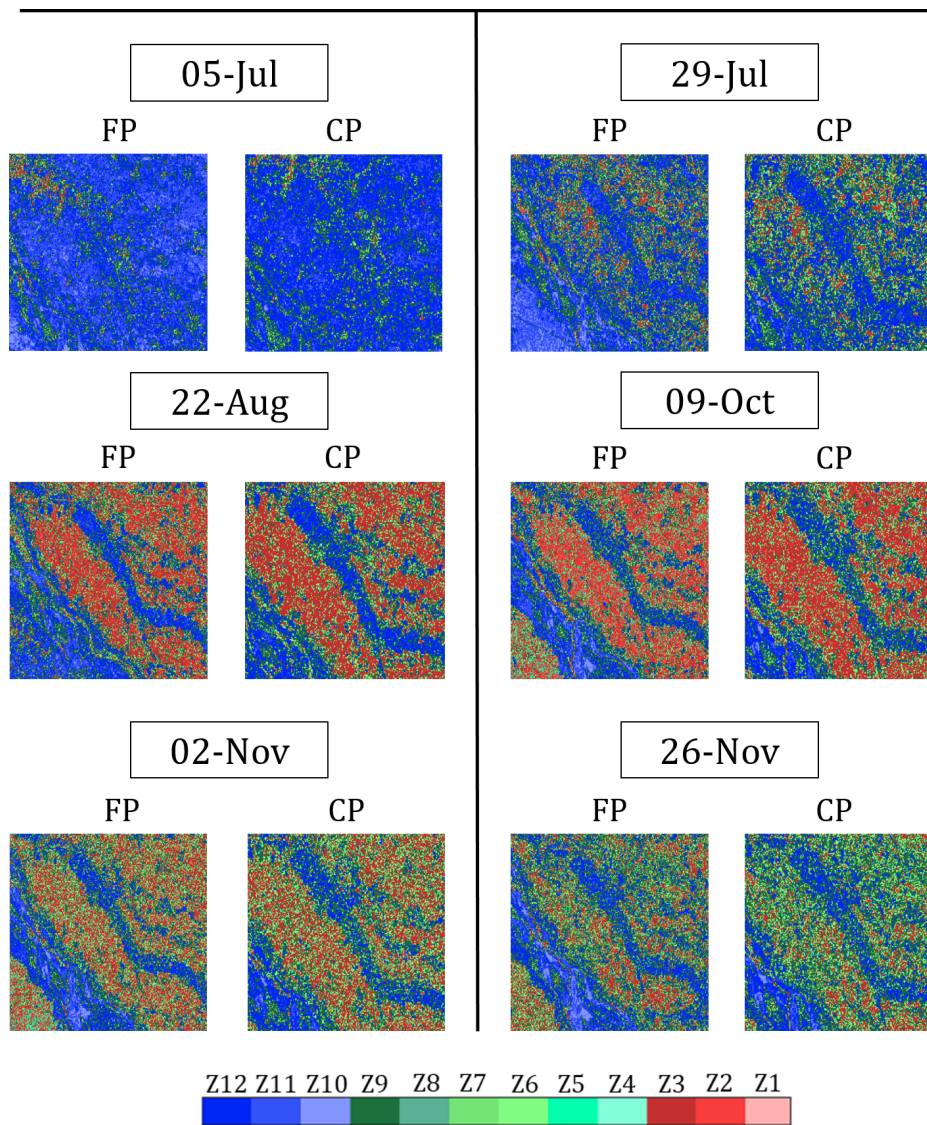 05-Jul
29-Jul
FP CP FP CP
22-Aug
09-Oct
FP CP FP CP
02-Nov
26-Nov
FP CP FP CP
Z12 Z11 Z10 Z9 Z8 Z7 Z6 Z5 Z4 Z3 Z2 Z1